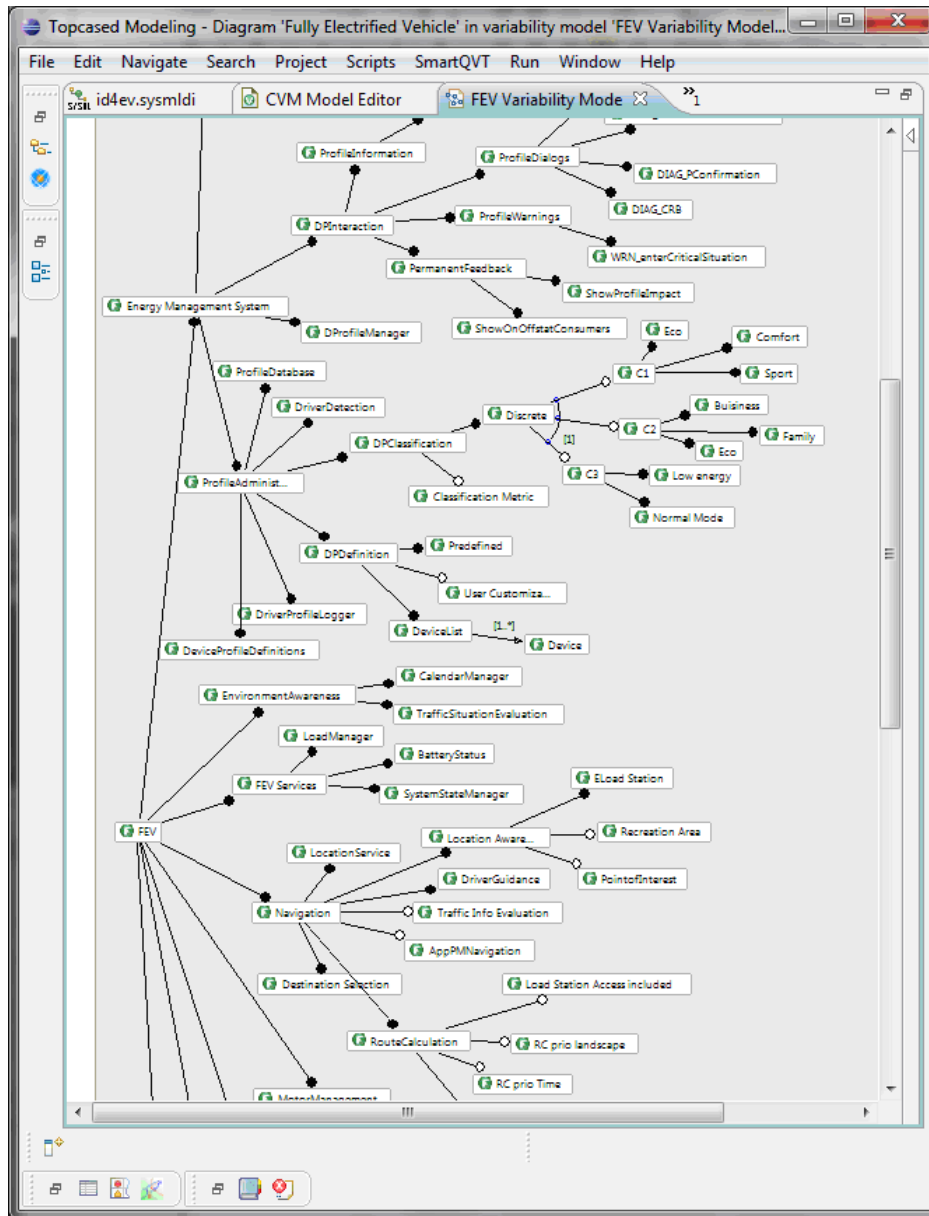 Topcased Modeling - Diagram 'Fully Electrified Vehicle' in variability model 'FEV Variability Model...
File Edit Navigate Search Project Scripts SmartQVT Run Window Help
id4ev.sysmldi
CVM Model Editor
FEV Variability Mode
»1
ProfileInformation
ProfileDialogs
DIAG_PConfirmation
DIAG_CRB
DPInteraction
ProfileWarnings
WRN_enterCriticalSituation
PermanentFeedback
ShowProfileImpact
Energy Management System
DProfileManager
ShowOnOffstatConsumers
Eco
Comfort
ProfileDatabase
C1
Sport
DriverDetection
Discrete
Buisiness
C2
Family
DPClassification
[1]
Eco
C3
Low energy
ProfileAdminist...
Classification Metric
Normal Mode
DPDefinition
Predefined
User Customiza...
DriverProfileLogger
DeviceList
[1..*]
Device
DeviceProfileDefinitions
CalendarManager
EnvironmentAwareness
TrafficSituationEvaluation
LoadManager
BatteryStatus
FEV Services
SystemStateManager
ELoad Station
FEV
Location Aware...
Recreation Area
LocationService
DriverGuidance
PointofInterest
Navigation
Traffic Info Evaluation
AppPMNavigation
Destination Selection
Load Station Access included
RouteCalculation
RC prio landscape
RC prio Time
MotorManagement